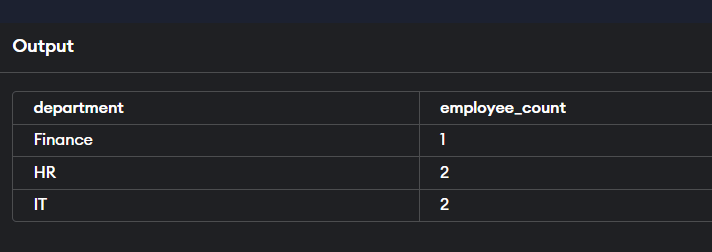 Output
department employee_count
Finance 1
HR 2
IT 2